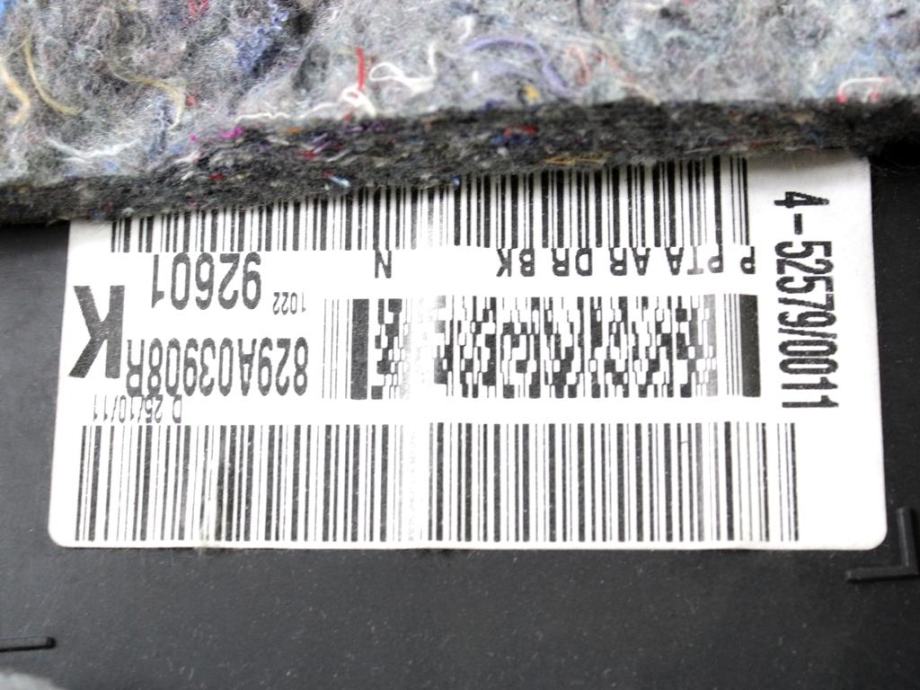 4-52579/0011
D 25/10/11
829A03908R
K
1022
92601
P PTA AR DR BK
N